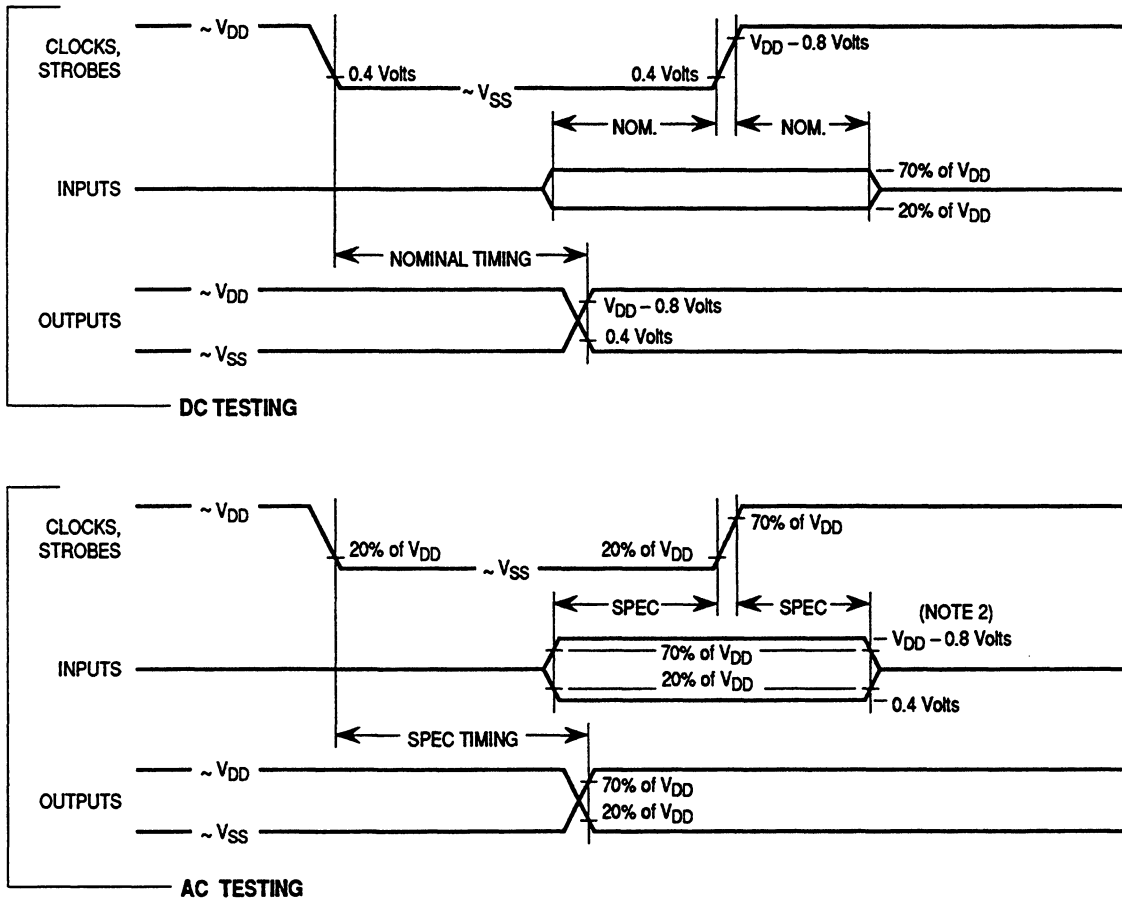 CLOCKS,
STROBES
~ VDD
0.4 Volts
~ VSS
0.4 Volts
VDD – 0.8 Volts
NOM.
NOM.
INPUTS
70% of VDD
20% of VDD
NOMINAL TIMING
OUTPUTS
~ VDD
~ VSS
VDD – 0.8 Volts
0.4 Volts
DC TESTING
CLOCKS,
STROBES
~ VDD
20% of VDD
~ VSS
20% of VDD
70% of VDD
SPEC
SPEC
(NOTE 2)
INPUTS
70% of VDD
20% of VDD
VDD – 0.8 Volts
0.4 Volts
SPEC TIMING
OUTPUTS
~ VDD
~ VSS
70% of VDD
20% of VDD
AC TESTING